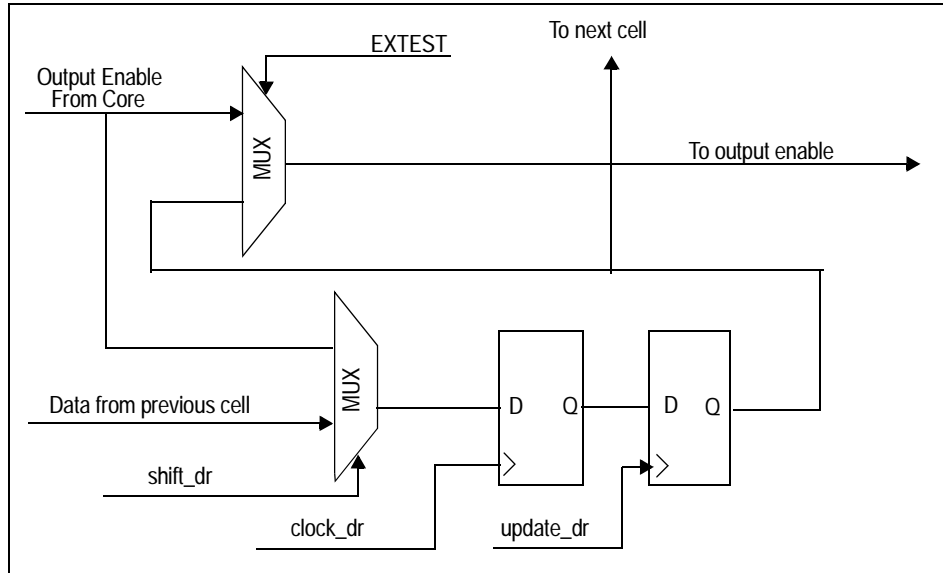 To next cell
EXTEST
Output Enable
From Core
MUX
To output enable
MUX
D Q
D Q
Data from previous cell
shift_dr
clock_dr
update_dr